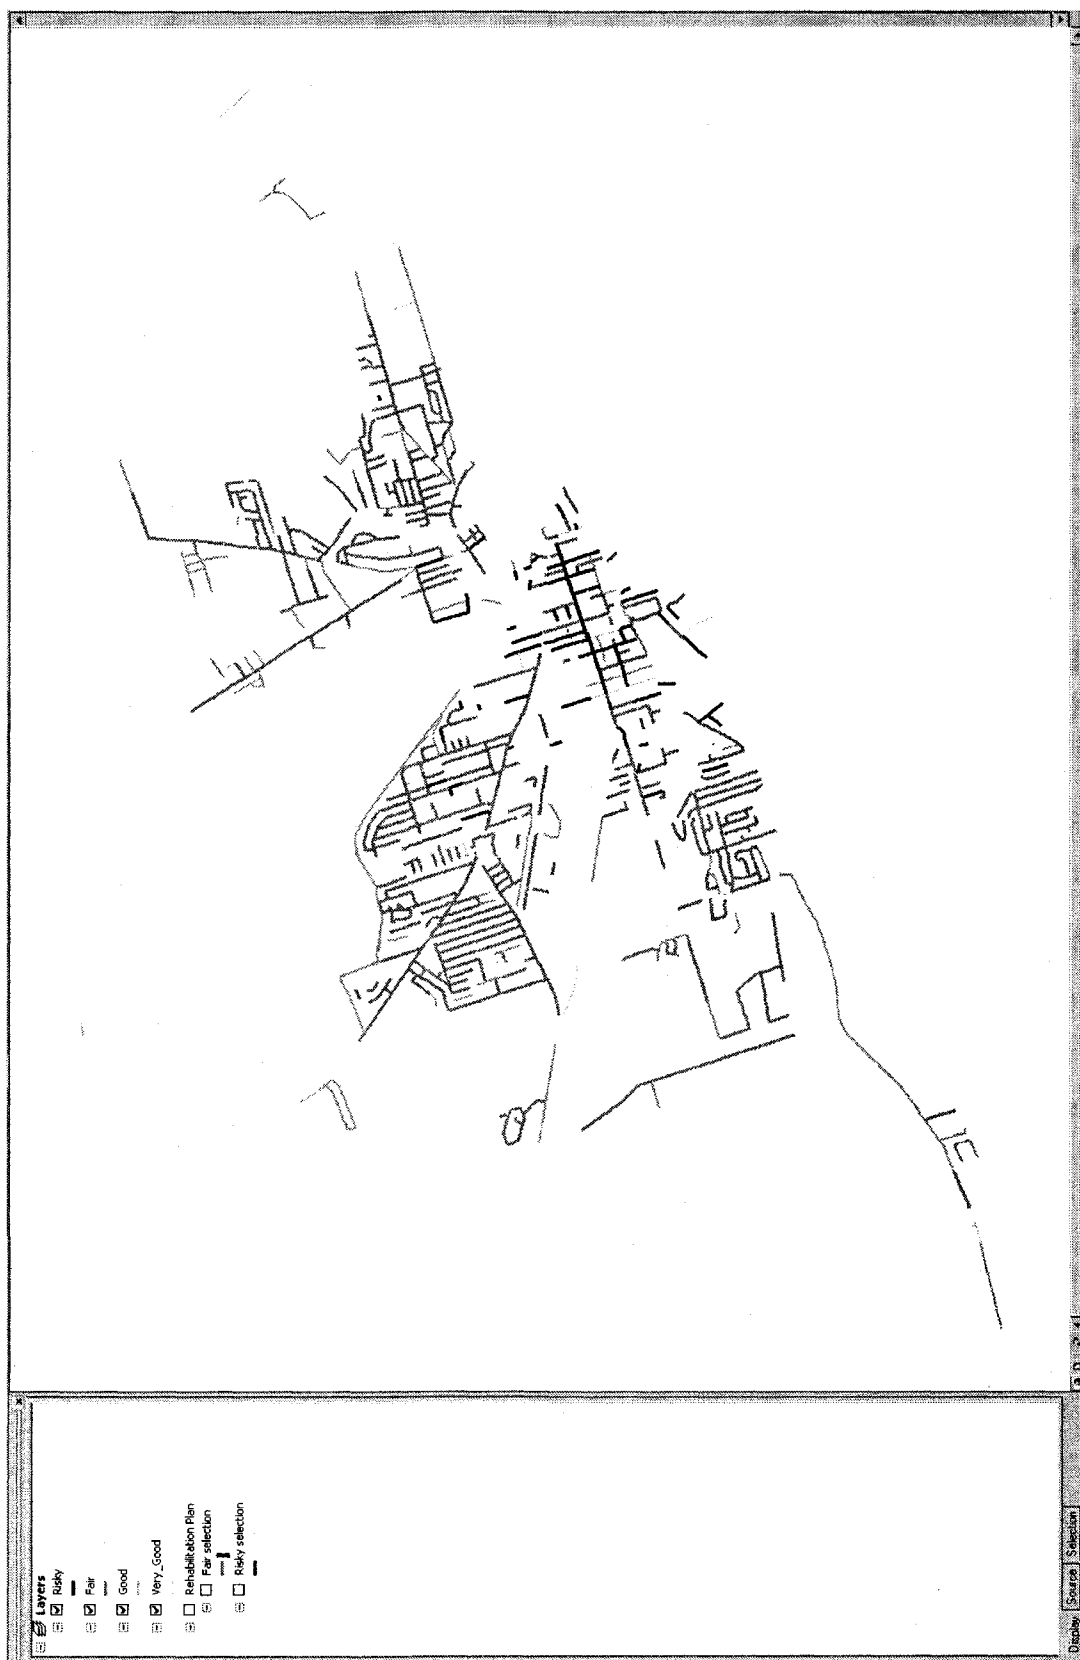 Layers
Risky
Fair
Good
Very_Good
Rehabilitation Plan
Fair selection
Risky selection
Display Source Selection